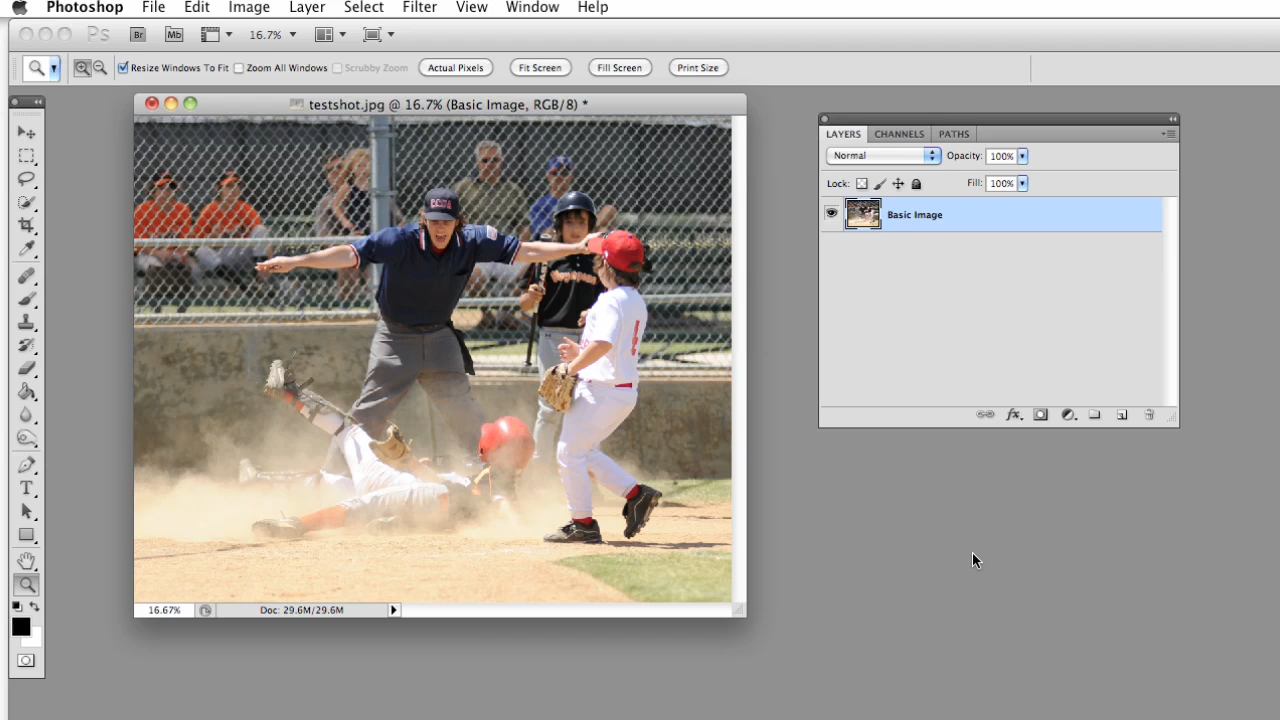 Photoshop File Edit Image Layer Select Filter View Window Help
Ps Br Mb 16.7%
Resize Windows To Fit Zoom All Windows Scrubby Zoom Actual Pixels Fit Screen Fill Screen Print Size
testshot.jpg @ 16.7% (Basic Image, RGB/8) *
16.67% Doc: 29.6M/29.6M
LAYERS CHANNELS PATHS
Normal Opacity: 100%
Lock: Fill: 100%
Basic Image
fx